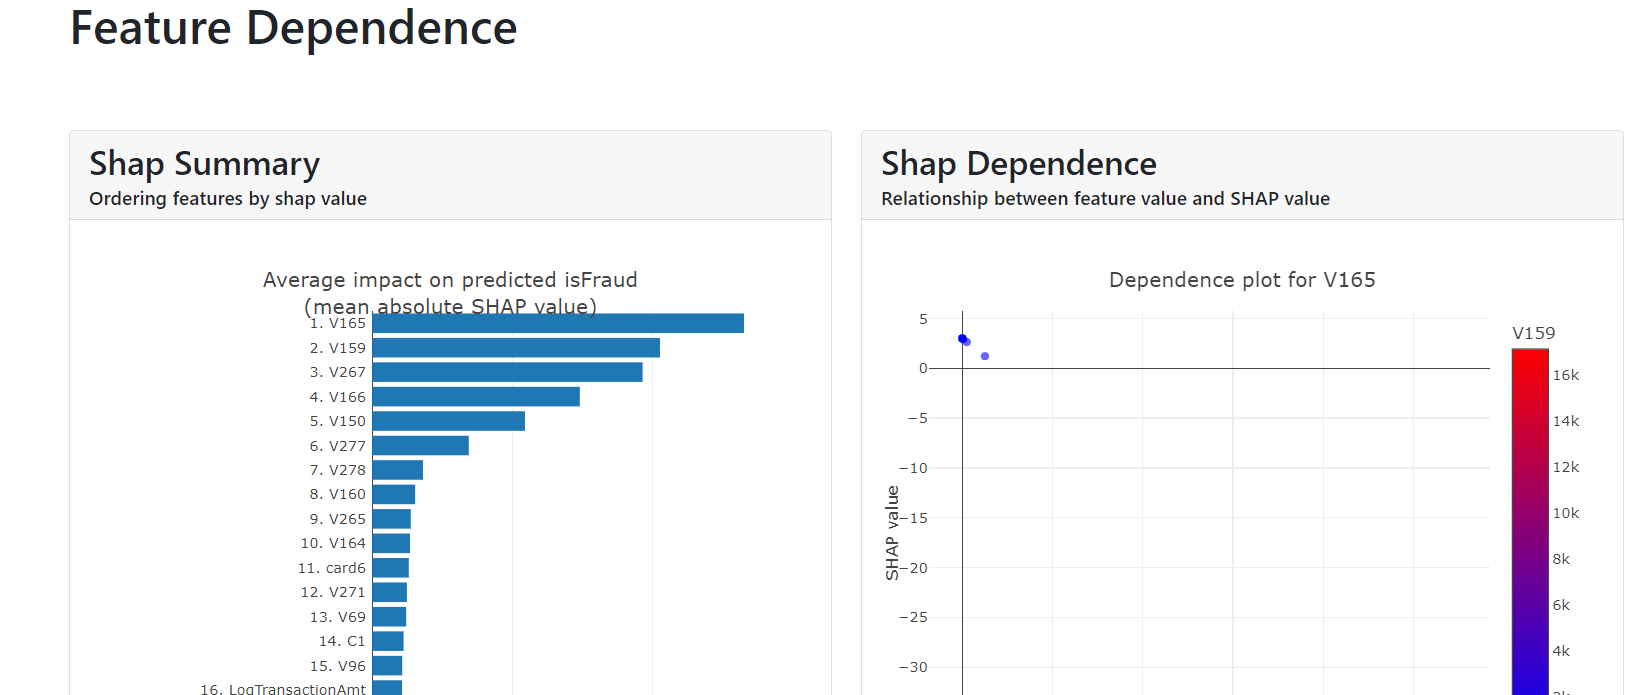 Feature Dependence
Shap Summary
Ordering features by shap value
Average impact on predicted isFraud
(mean absolute SHAP value)
1. V165
2. V159
3. V267
4. V166
5. V150
6. V277
7. V278
8. V160
9. V265
10. V164
11. card6
12. V271
13. V69
14. C1
15. V96
16. LogTransactionAmt
Shap Dependence
Relationship between feature value and SHAP value
Dependence plot for V165
SHAP value
5
0
−5
−10
−15
−20
−25
−30
V159
16k
14k
12k
10k
8k
6k
4k